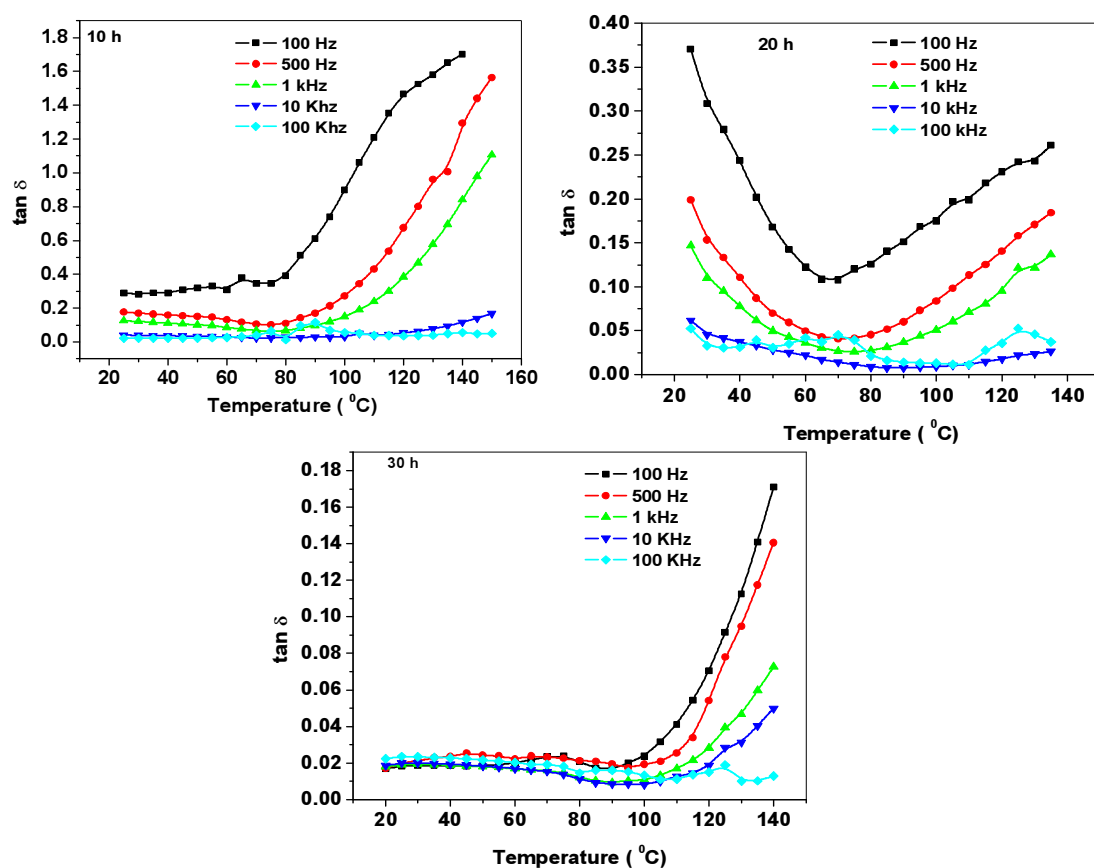 10 h
100 Hz
500 Hz
1 kHz
10 Khz
100 Khz
tan δ
1.8
1.6
1.4
1.2
1.0
0.8
0.6
0.4
0.2
0.0
20 40 60 80 100 120 140 160
Temperature ( ⁰C)
20 h
100 Hz
500 Hz
1 kHz
10 kHz
100 kHz
tan δ
0.40
0.35
0.30
0.25
0.20
0.15
0.10
0.05
0.00
20 40 60 80 100 120 140
Temperature ( ⁰C)
30 h
100 Hz
500 Hz
1 kHz
10 KHz
100 KHz
tan δ
0.18
0.16
0.14
0.12
0.10
0.08
0.06
0.04
0.02
0.00
20 40 60 80 100 120 140
Temperature ( ⁰C)